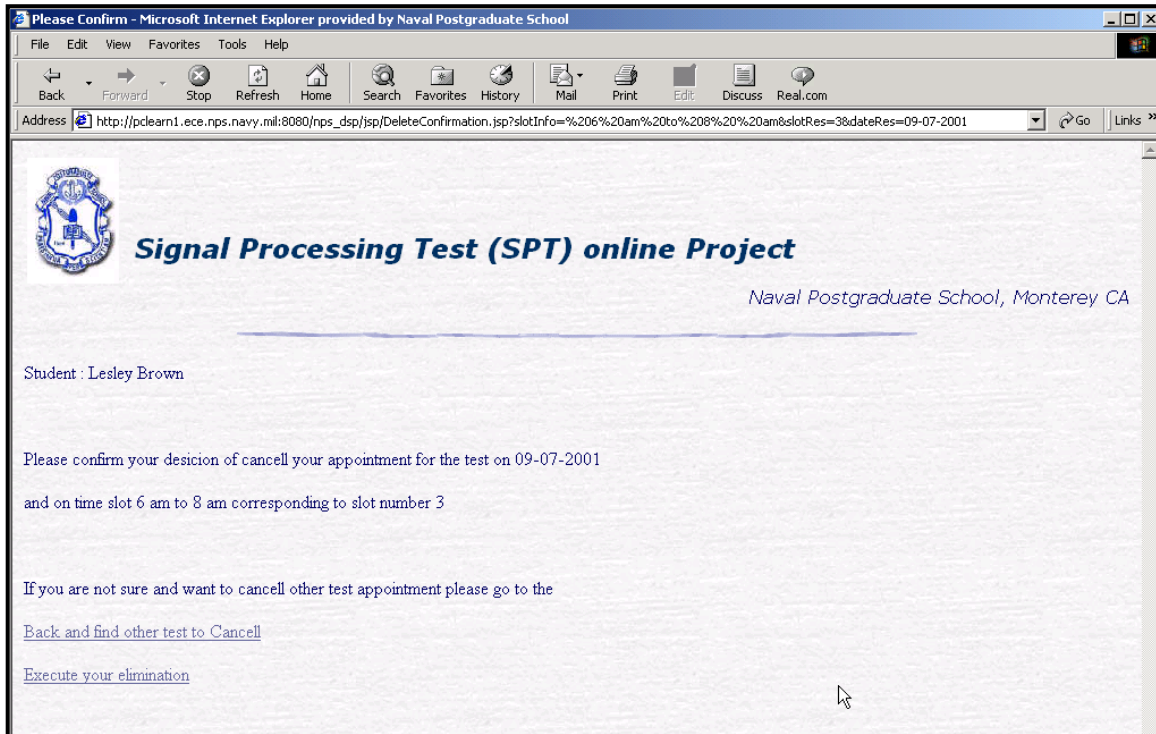 Please Confirm - Microsoft Internet Explorer provided by Naval Postgraduate School
File Edit View Favorites Tools Help
Back Forward Stop Refresh Home Search Favorites History Mail Print Edit Discuss Real.com
Address http://pclearn1.ece.nps.navy.mil:8080/nps_dsp/jsp/DeleteConfirmation.jsp?slotInfo=%206%20am%20to%208%20%20am&slotRes=3&dateRes=09-07-2001 Go Links »
Signal Processing Test (SPT) online Project
Naval Postgraduate School, Monterey CA
Student : Lesley Brown
Please confirm your desicion of cancell your appointment for the test on 09-07-2001
and on time slot 6 am to 8 am corresponding to slot number 3
If you are not sure and want to cancell other test appointment please go to the
Back and find other test to Cancell
Execute your elimination